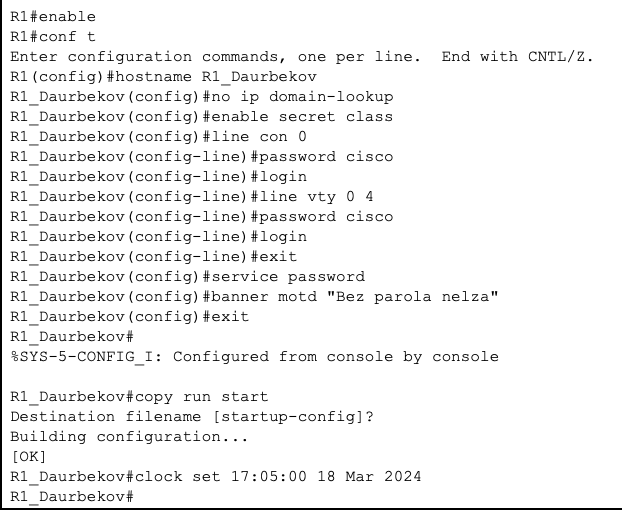 R1#enable
R1#conf t
Enter configuration commands, one per line.  End with CNTL/Z.
R1(config)#hostname R1_Daurbekov
R1_Daurbekov(config)#no ip domain-lookup
R1_Daurbekov(config)#enable secret class
R1_Daurbekov(config)#line con 0
R1_Daurbekov(config-line)#password cisco
R1_Daurbekov(config-line)#login
R1_Daurbekov(config-line)#line vty 0 4
R1_Daurbekov(config-line)#password cisco
R1_Daurbekov(config-line)#login
R1_Daurbekov(config-line)#exit
R1_Daurbekov(config)#service password
R1_Daurbekov(config)#banner motd "Bez parola nelza"
R1_Daurbekov(config)#exit
R1_Daurbekov#
%SYS-5-CONFIG_I: Configured from console by console
R1_Daurbekov#copy run start
Destination filename [startup-config]?
Building configuration...
[OK]
R1_Daurbekov#clock set 17:05:00 18 Mar 2024
R1_Daurbekov#